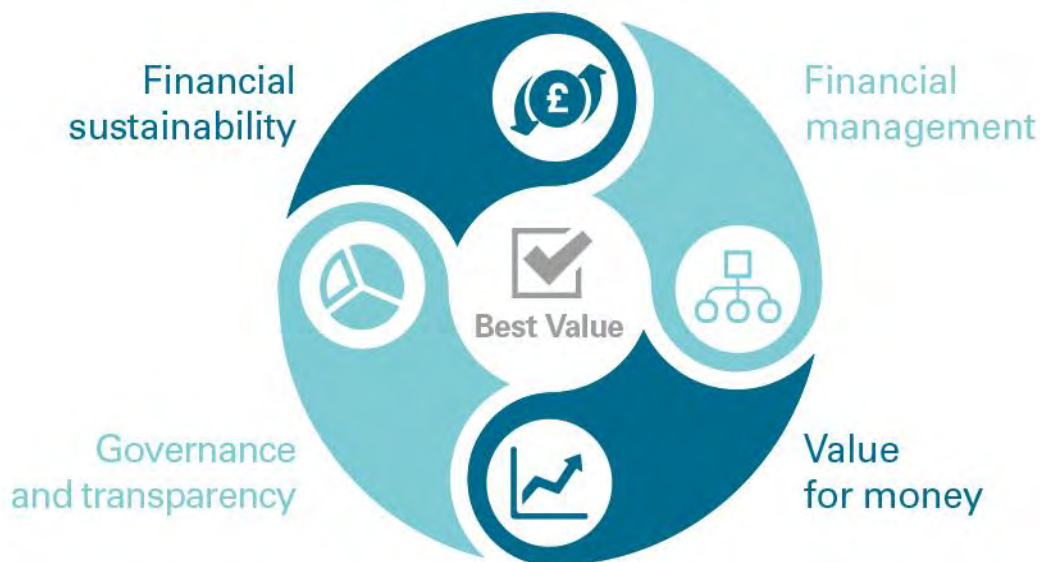 Financial
sustainability
Financial
management
£
Best Value
Governance
and transparency
Value
for money